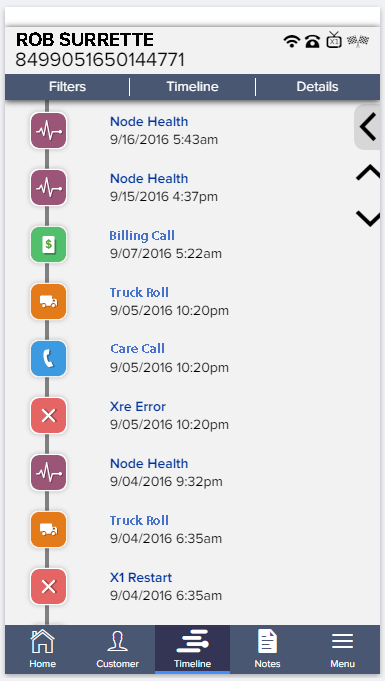 ROB SURRETTE
8499051650144771
X1
Filters Timeline Details
Node Health
9/16/2016 5:43am
Node Health
9/15/2016 4:37pm
$
Billing Call
9/07/2016 5:22am
Truck Roll
9/05/2016 10:20pm
Care Call
9/05/2016 10:20pm
Xre Error
9/05/2016 10:20pm
Node Health
9/04/2016 9:32pm
Truck Roll
9/04/2016 6:35am
X1 Restart
9/04/2016 6:35am
Home Customer Timeline Notes Menu